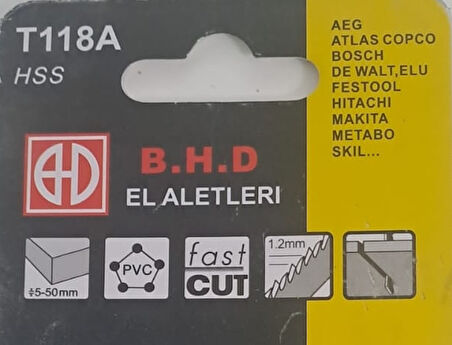 T118A
HSS
AEG
ATLAS COPCO
BOSCH
DE WALT,ELU
FESTOOL
HITACHI
MAKITA
METABO
SKIL...
BHD
B.H.D
EL ALETLERI
÷5-50mm
PVC
fast
CUT
1.2mm